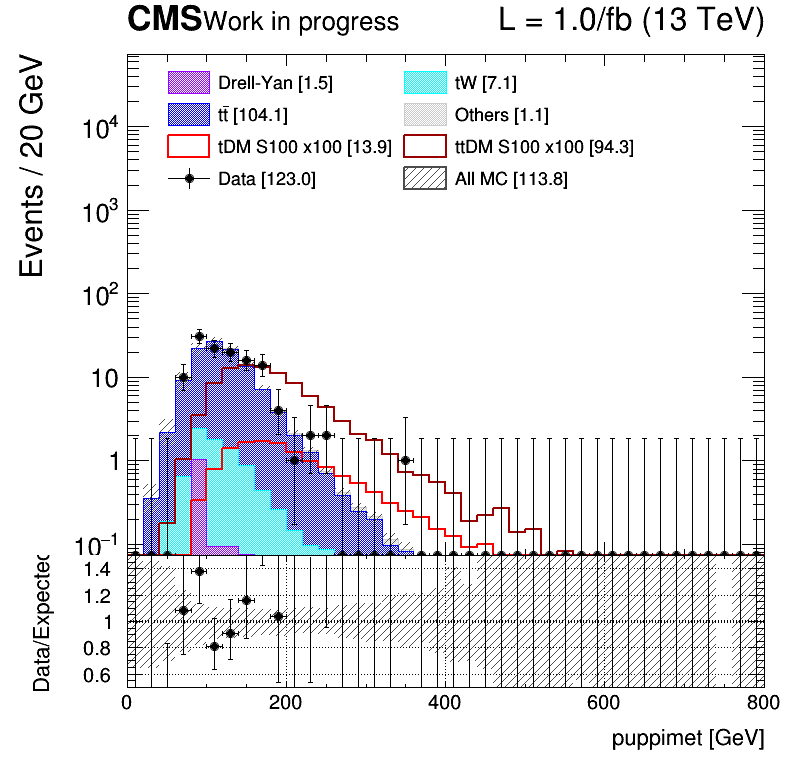 CMS Work in progress L = 1.0/fb (13 TeV)
Events / 20 GeV
Drell-Yan [1.5] tW [7.1]
tt̄ [104.1] Others [1.1]
tDM S100 x100 [13.9] ttDM S100 x100 [94.3]
Data [123.0] All MC [113.8]
10⁴
10³
10²
10
1
10⁻¹
Data/Expected
1.4
1.2
1
0.8
0.6
0 200 400 600 800
puppimet [GeV]